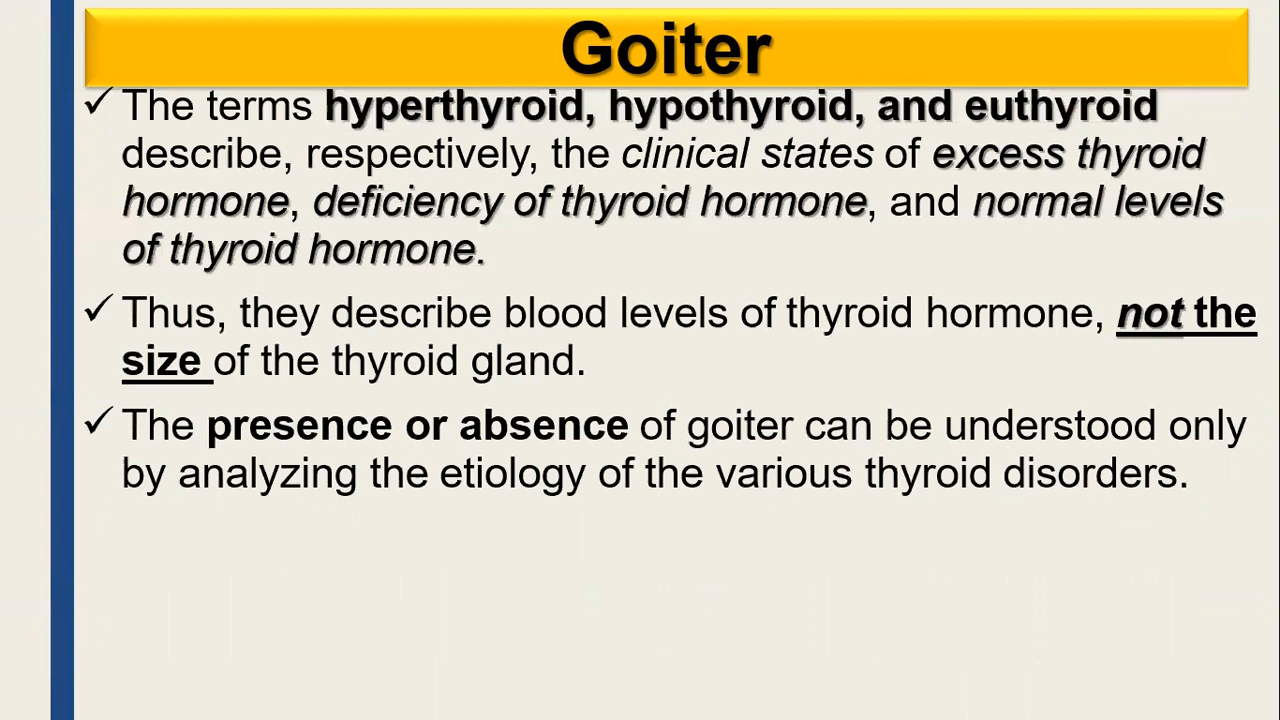 Goiter
✓ The terms hyperthyroid, hypothyroid, and euthyroid
describe, respectively, the clinical states of excess thyroid
hormone, deficiency of thyroid hormone, and normal levels
of thyroid hormone.
✓ Thus, they describe blood levels of thyroid hormone, not the
size of the thyroid gland.
✓ The presence or absence of goiter can be understood only
by analyzing the etiology of the various thyroid disorders.